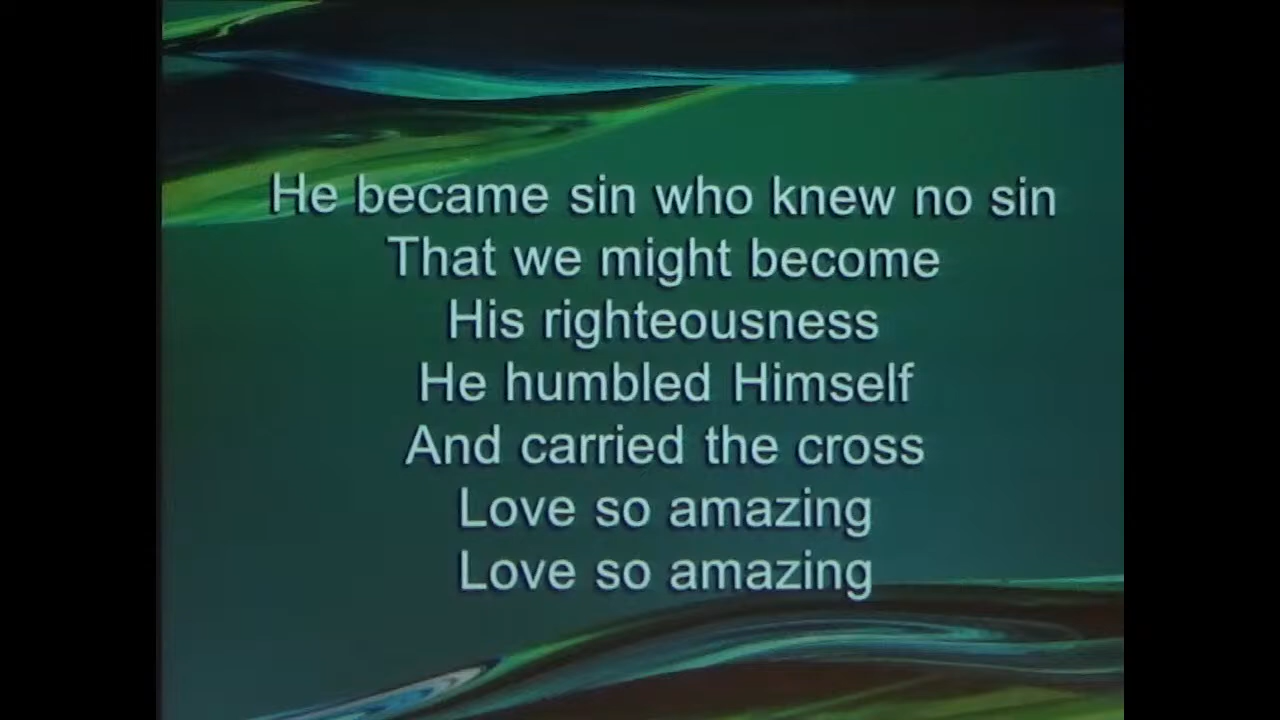 He became sin who knew no sin
That we might become
His righteousness
He humbled Himself
And carried the cross
Love so amazing
Love so amazing